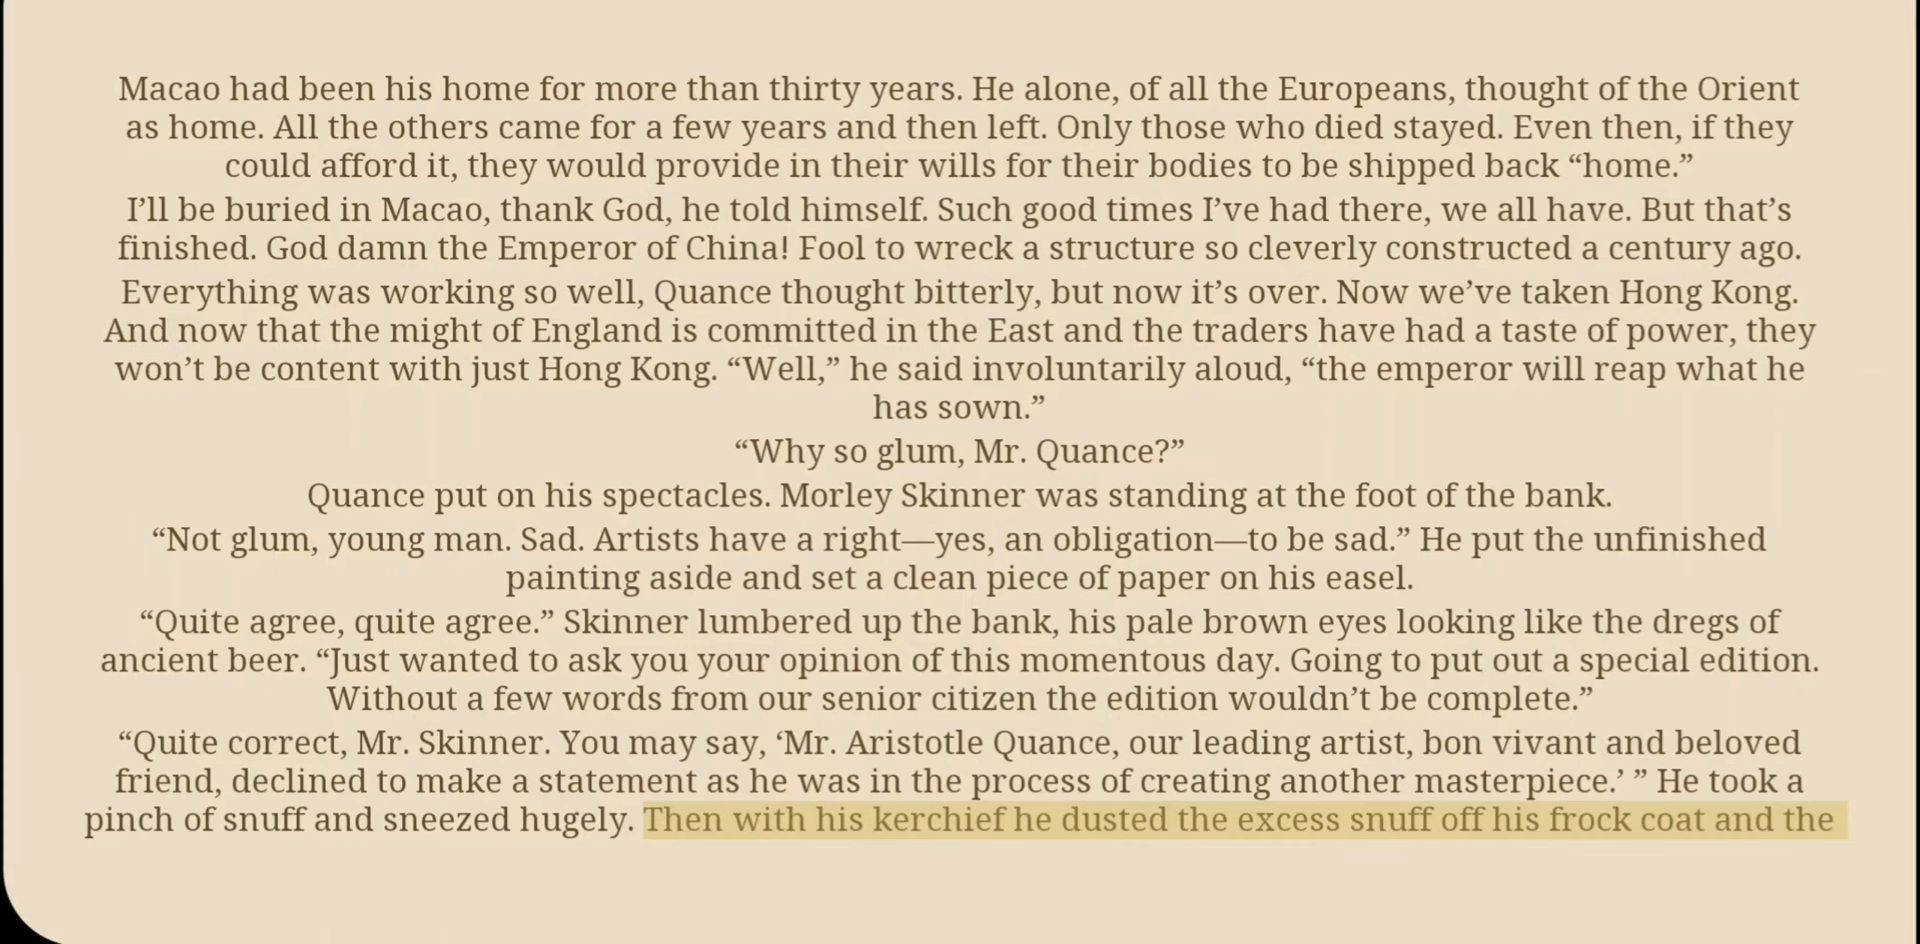 Macao had been his home for more than thirty years. He alone, of all the Europeans, thought of the Orient
as home. All the others came for a few years and then left. Only those who died stayed. Even then, if they
could afford it, they would provide in their wills for their bodies to be shipped back “home.”
I’ll be buried in Macao, thank God, he told himself. Such good times I’ve had there, we all have. But that’s
finished. God damn the Emperor of China! Fool to wreck a structure so cleverly constructed a century ago.
Everything was working so well, Quance thought bitterly, but now it’s over. Now we’ve taken Hong Kong.
And now that the might of England is committed in the East and the traders have had a taste of power, they
won’t be content with just Hong Kong. “Well,” he said involuntarily aloud, “the emperor will reap what he
has sown.”
“Why so glum, Mr. Quance?”
Quance put on his spectacles. Morley Skinner was standing at the foot of the bank.
“Not glum, young man. Sad. Artists have a right—yes, an obligation—to be sad.” He put the unfinished
painting aside and set a clean piece of paper on his easel.
“Quite agree, quite agree.” Skinner lumbered up the bank, his pale brown eyes looking like the dregs of
ancient beer. “Just wanted to ask you your opinion of this momentous day. Going to put out a special edition.
Without a few words from our senior citizen the edition wouldn’t be complete.”
“Quite correct, Mr. Skinner. You may say, ‘Mr. Aristotle Quance, our leading artist, bon vivant and beloved
friend, declined to make a statement as he was in the process of creating another masterpiece.’ ” He took a
pinch of snuff and sneezed hugely. Then with his kerchief he dusted the excess snuff off his frock coat and the